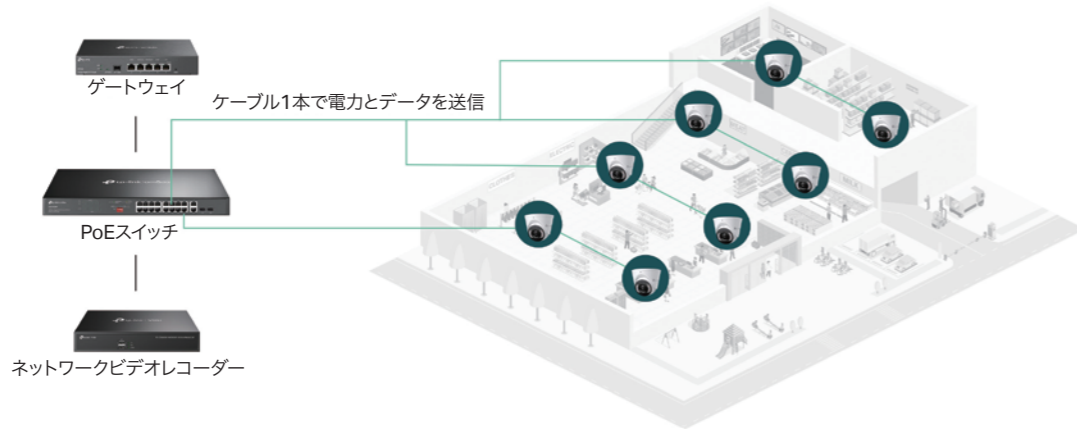 ゲートウェイ
ケーブル1本で電力とデータを送信
PoEスイッチ
ネットワークビデオレコーダー